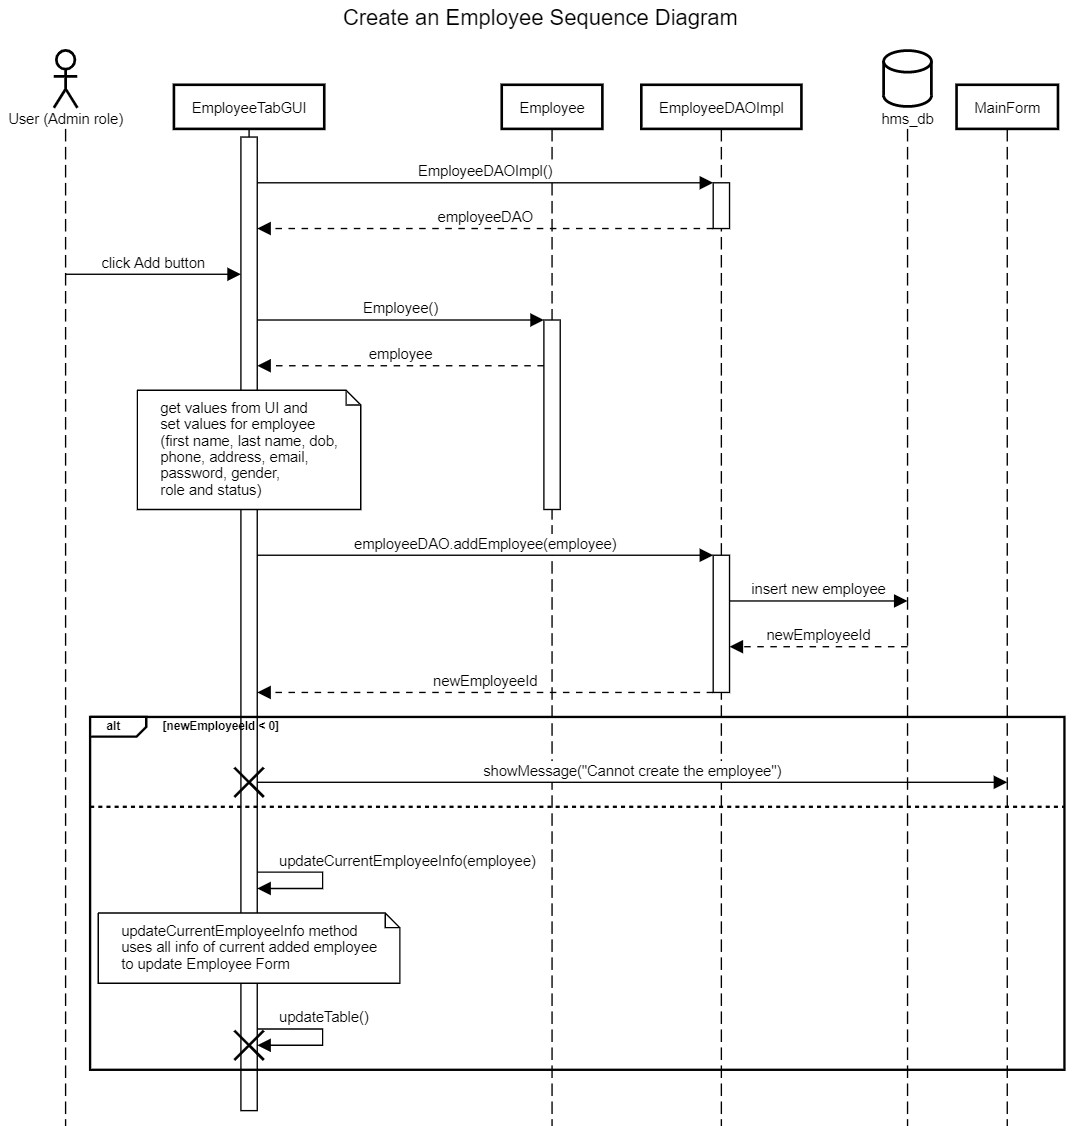 Create an Employee Sequence Diagram
User (Admin role)
EmployeeTabGUI
Employee
EmployeeDAOImpl
hms_db
MainForm
EmployeeDAOImpl()
employeeDAO
click Add button
Employee()
employee
get values from UI and
set values for employee
(first name, last name, dob,
phone, address, email,
password, gender,
role and status)
employeeDAO.addEmployee(employee)
insert new employee
newEmployeeId
newEmployeeId
alt
[newEmployeeId < 0]
showMessage("Cannot create the employee")
updateCurrentEmployeeInfo(employee)
updateCurrentEmployeeInfo method
uses all info of current added employee
to update Employee Form
updateTable()